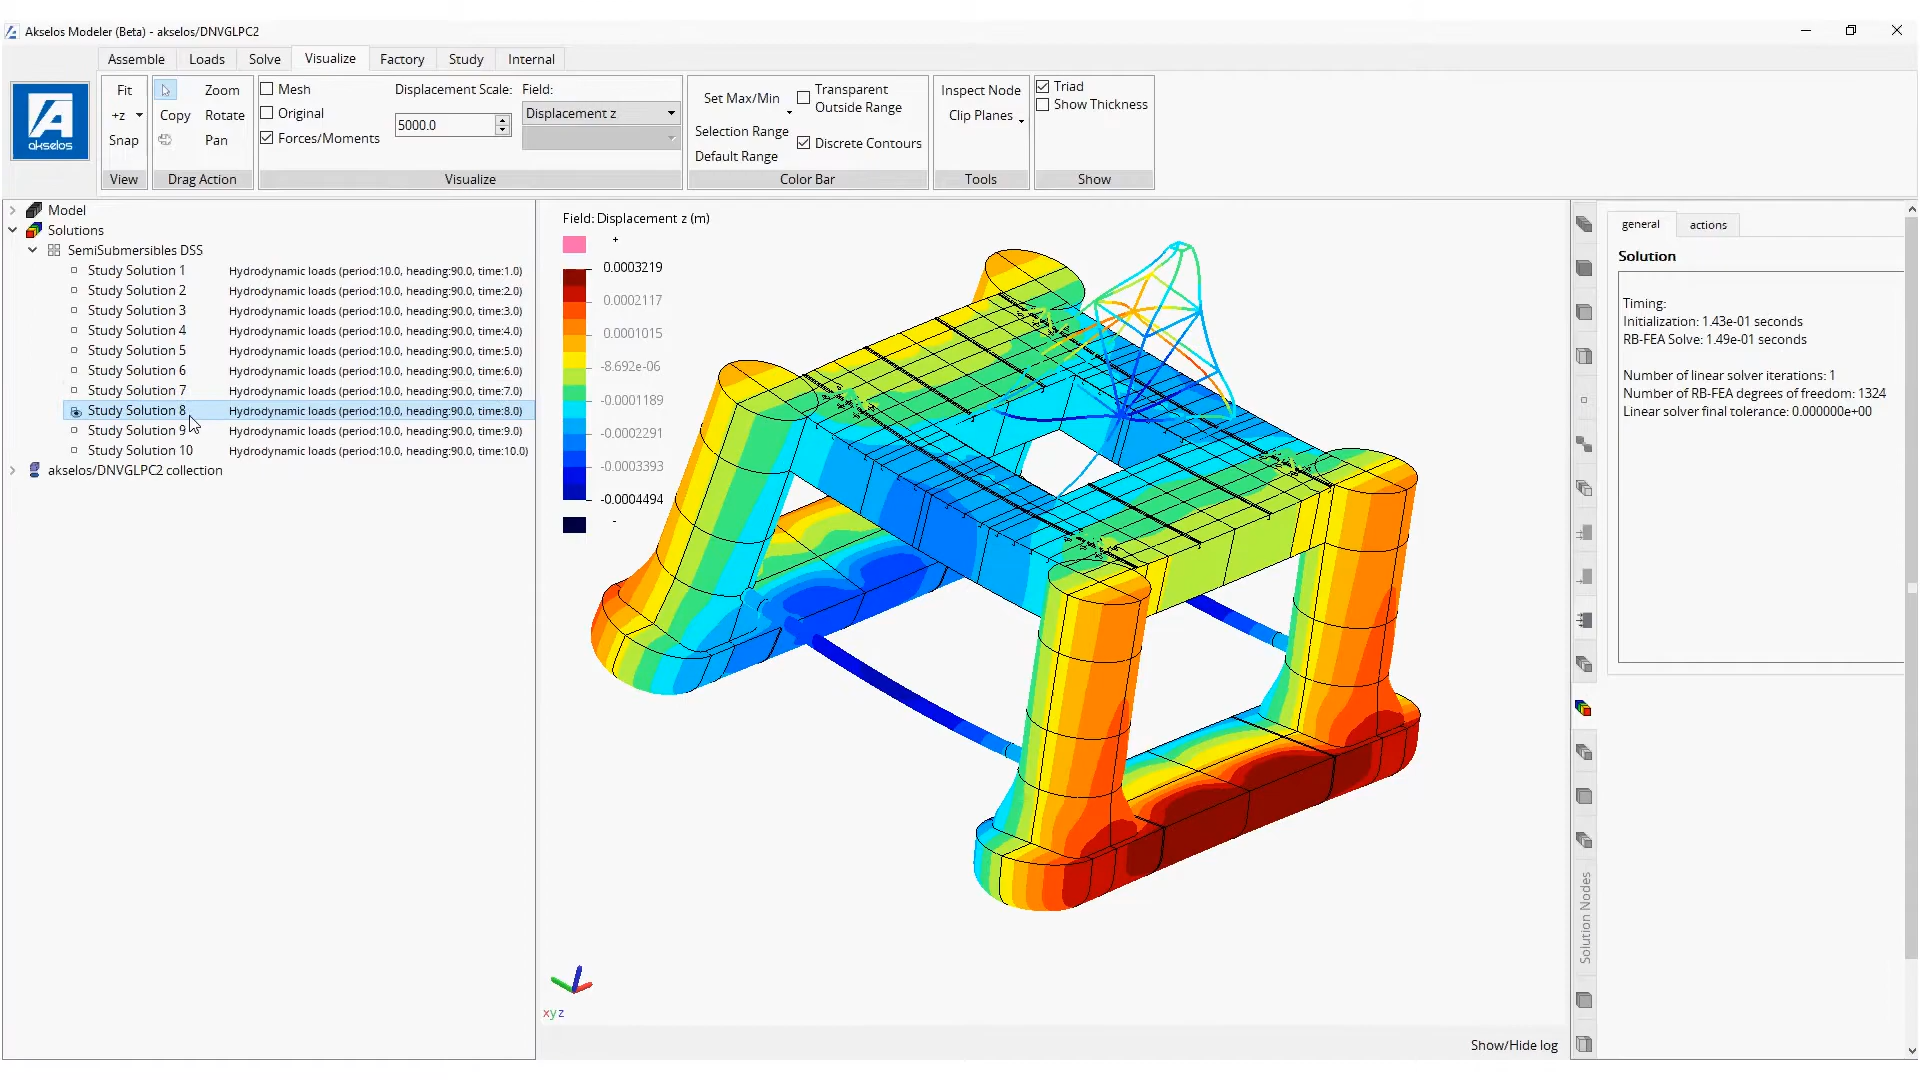 Akselos Modeler (Beta) - akselos/DNVGLPC2
Assemble Loads Solve Visualize Factory Study Internal
akselos
Fit
+z
Snap
View
Zoom
Copy Rotate
Pan
Drag Action
Mesh
Original
Forces/Moments
Displacement Scale:
5000.0
Field:
Displacement z
Visualize
Set Max/Min
Selection Range
Default Range
Transparent
Outside Range
Discrete Contours
Color Bar
Inspect Node
Clip Planes
Tools
Triad
Show Thickness
Show
Model
Solutions
SemiSubmersibles DSS
Study Solution 1 Hydrodynamic loads (period:10.0, heading:90.0, time:1.0)
Study Solution 2 Hydrodynamic loads (period:10.0, heading:90.0, time:2.0)
Study Solution 3 Hydrodynamic loads (period:10.0, heading:90.0, time:3.0)
Study Solution 4 Hydrodynamic loads (period:10.0, heading:90.0, time:4.0)
Study Solution 5 Hydrodynamic loads (period:10.0, heading:90.0, time:5.0)
Study Solution 6 Hydrodynamic loads (period:10.0, heading:90.0, time:6.0)
Study Solution 7 Hydrodynamic loads (period:10.0, heading:90.0, time:7.0)
Study Solution 8 Hydrodynamic loads (period:10.0, heading:90.0, time:8.0)
Study Solution 9 Hydrodynamic loads (period:10.0, heading:90.0, time:9.0)
Study Solution 10 Hydrodynamic loads (period:10.0, heading:90.0, time:10.0)
akselos/DNVGLPC2 collection
Field: Displacement z (m)
+
0.0003219
0.0002117
0.0001015
-8.692e-06
-0.0001189
-0.0002291
-0.0003393
-0.0004494
-
xyz
Show/Hide log
Solution Nodes
general actions
Solution
Timing:
Initialization: 1.43e-01 seconds
RB-FEA Solve: 1.49e-01 seconds
Number of linear solver iterations: 1
Number of RB-FEA degrees of freedom: 1324
Linear solver final tolerance: 0.000000e+00